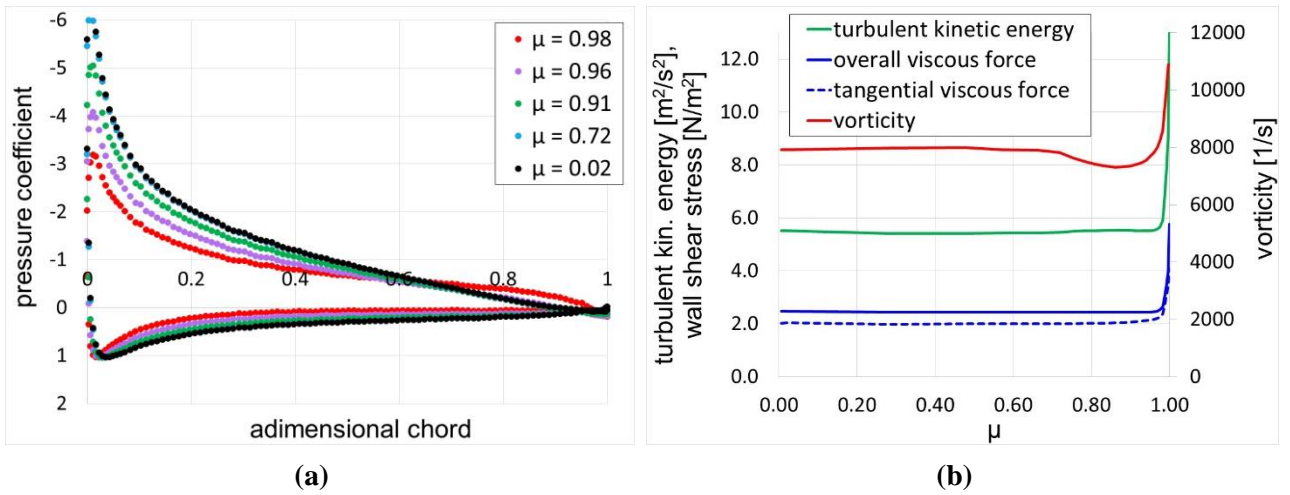 -6
-5
-4
-3
-2
-1
0
1
2
pressure coefficient
0
0.2
0.4
0.6
0.8
1
adimensional chord
μ = 0.98
μ = 0.96
μ = 0.91
μ = 0.72
μ = 0.02
(a)
turbulent kinetic energy
overall viscous force
tangential viscous force
vorticity
turbulent kin. energy [m²/s²],
wall shear stress [N/m²]
12.0
10.0
8.0
6.0
4.0
2.0
0.0
12000
10000
8000
6000
4000
2000
0
vorticity [1/s]
0.00
0.20
0.40
0.60
0.80
1.00
μ
(b)